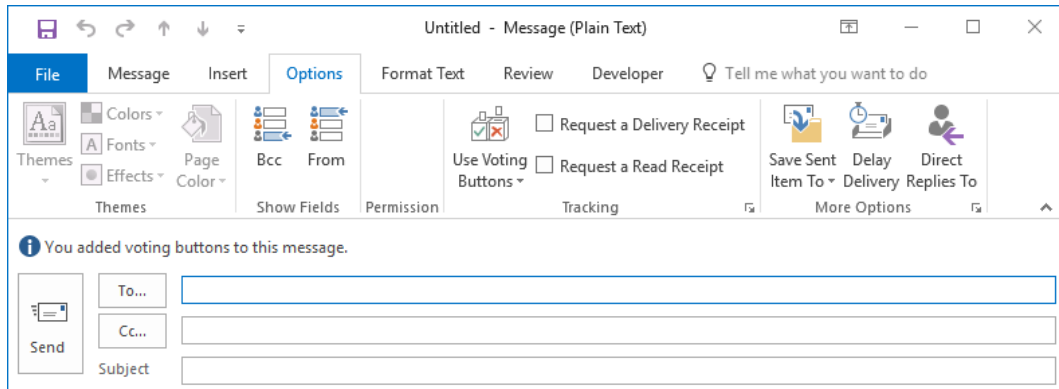 Untitled - Message (Plain Text)
File Message Insert Options Format Text Review Developer Tell me what you want to do
Aa Colors Request a Delivery Receipt
A Fonts
Themes Page Bcc From Use Voting Request a Read Receipt Save Sent Delay Direct
Effects Color Buttons Item To Delivery Replies To
Themes Show Fields Permission Tracking More Options
You added voting buttons to this message.
To...
Cc...
Send
Subject